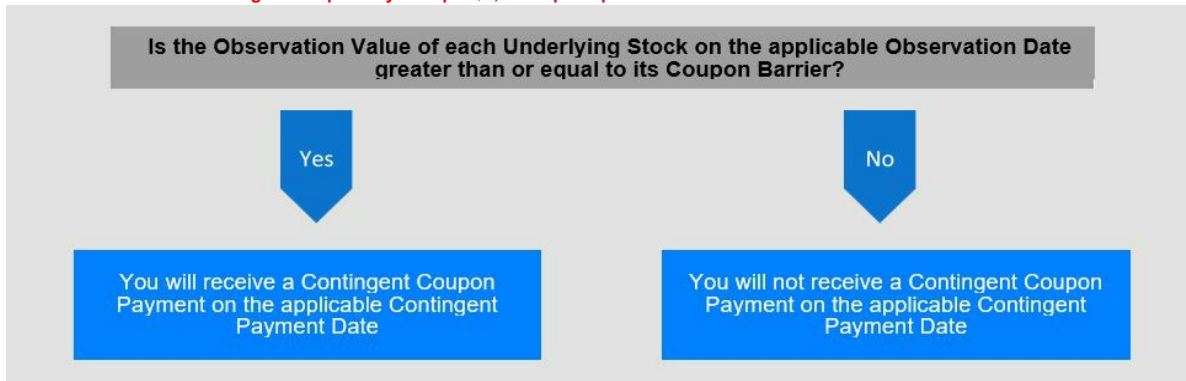 Is the Observation Value of each Underlying Stock on the applicable Observation Date
greater than or equal to its Coupon Barrier?
Yes
No
You will receive a Contingent Coupon
Payment on the applicable Contingent
Payment Date
You will not receive a Contingent Coupon
Payment on the applicable Contingent
Payment Date